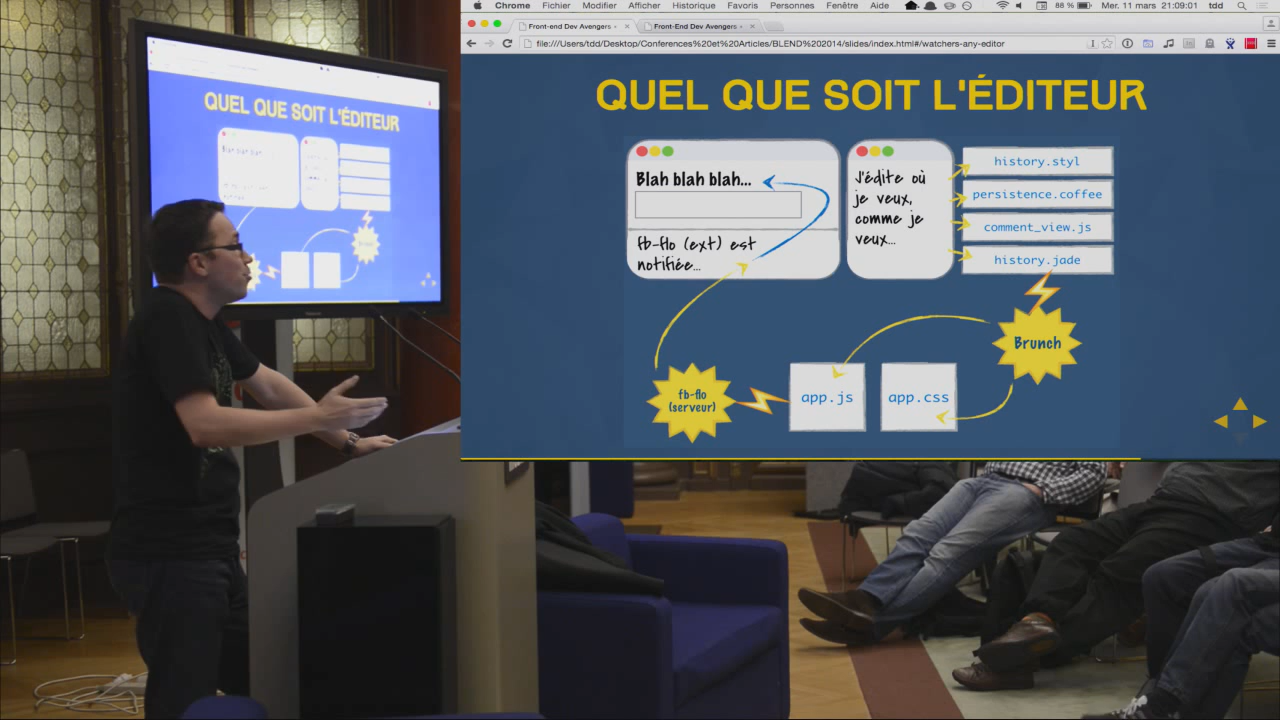 Chrome Fichier Modifier Afficher Historique Favoris Personnes Fenêtre Aide 88 % Mer. 11 mars 21:09:01 tdd
Front-end Dev Avengers - × Front-End Dev Avengers - ×
file:///Users/tdd/Desktop/Conferences%20et%20Articles/BLEND%202014/slides/index.html#/watchers-any-editor
QUEL QUE SOIT L'ÉDITEUR
Blah blah blah...
fb-flo (ext) est
notifiée...
J'édite où
je veux,
comme je
veux...
history.styl
persistence.coffee
comment_view.js
history.jade
Brunch
fb-flo
(serveur)
app.js
app.css
QUEL QUE SOIT L'ÉDITEUR
Blah blah blah...